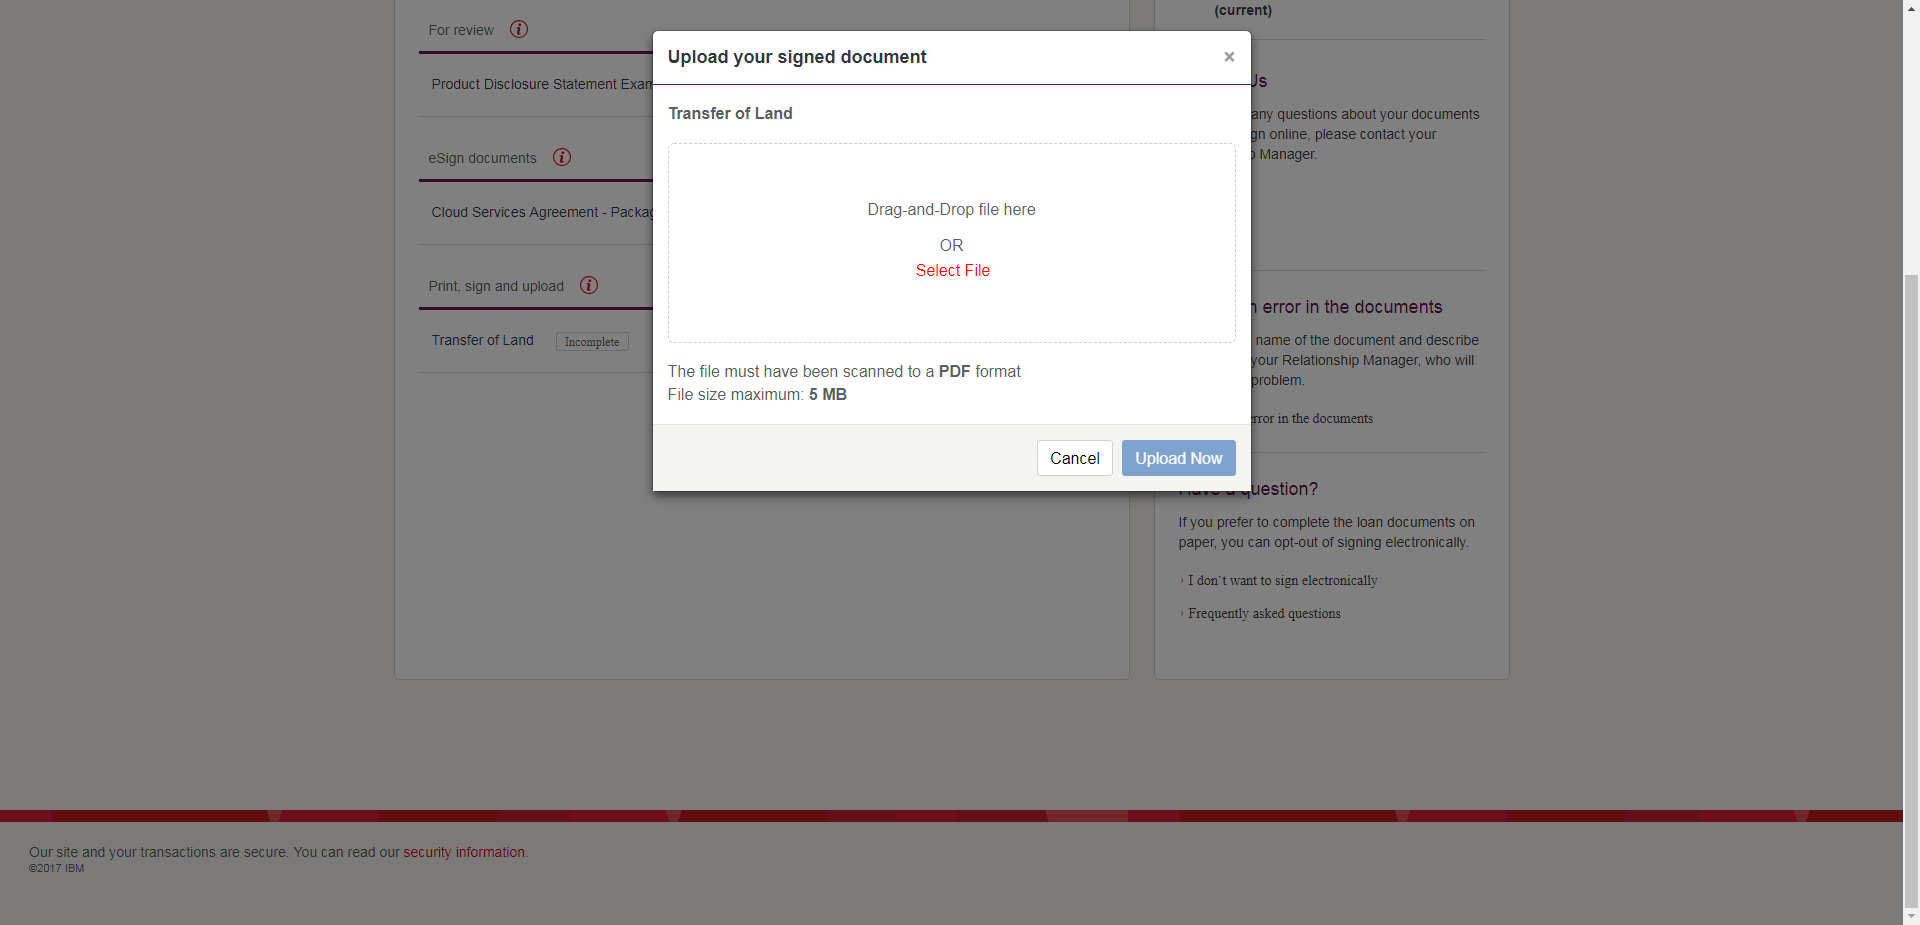 For review
Product Disclosure Statement Exam
eSign documents
Cloud Services Agreement - Packag
Print, sign and upload
Transfer of Land
Incomplete
Upload your signed document
×
Transfer of Land
Drag-and-Drop file here
OR
Select File
The file must have been scanned to a PDF format
File size maximum: 5 MB
Cancel
Upload Now
(current)
Us
any questions about your documents
gn online, please contact your
Manager.
error in the documents
name of the document and describe
your Relationship Manager, who will
problem.
error in the documents
Have a question?
If you prefer to complete the loan documents on
paper, you can opt-out of signing electronically.
› I don`t want to sign electronically
› Frequently asked questions
Our site and your transactions are secure. You can read our security information.
©2017 IBM